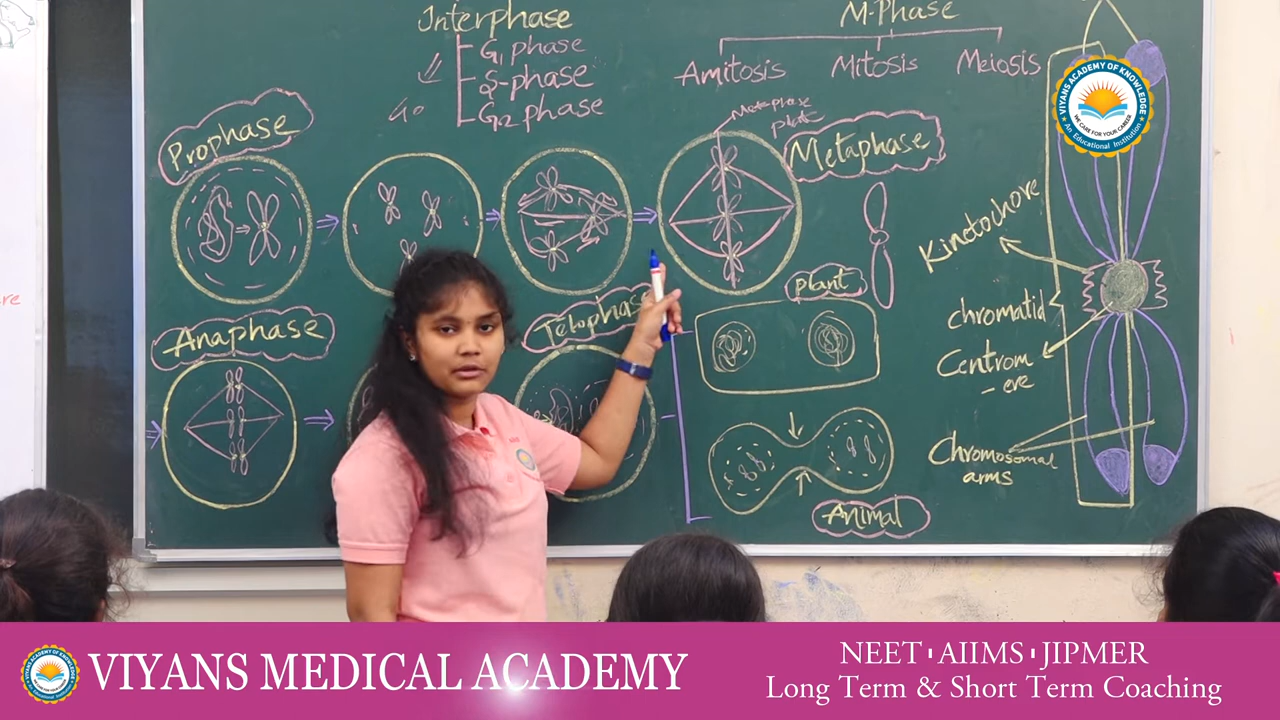 Interphase
G1 phase
S-phase
G2 phase
M-Phase
Amitosis Mitosis Meiosis
Prophase
Metaphase
plate
Metaphase
Kinetochore
chromatid
Centrom
- ere
Chromosomal
arms
plant
Anaphase
Telophase
Animal
VIYANS ACADEMY OF KNOWLEDGE
WE CARE FOR YOUR CAREER
An Educational Institution
VIYANS MEDICAL ACADEMY
NEET AIIMS JIPMER
Long Term & Short Term Coaching